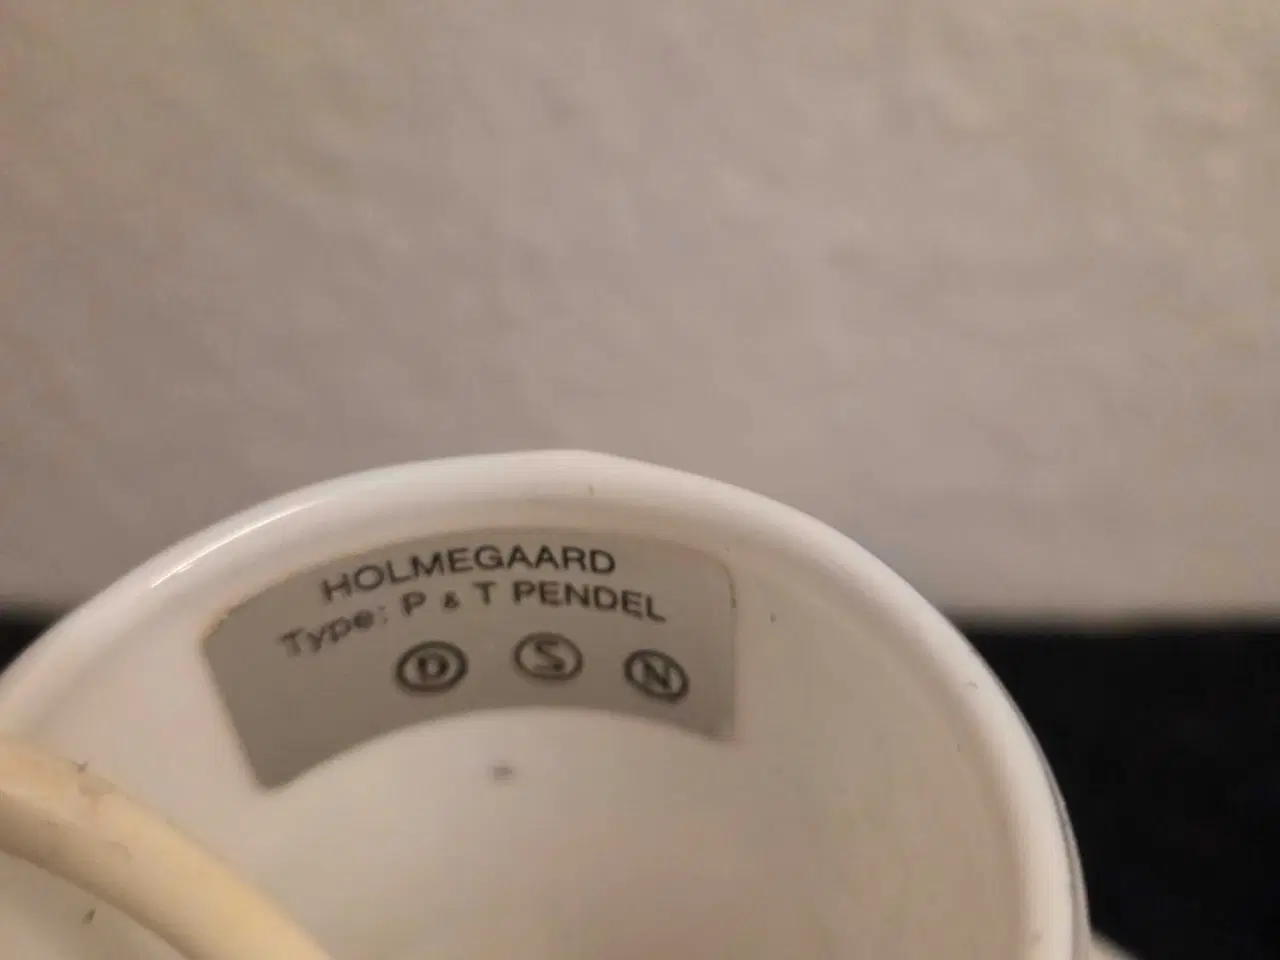 HOLMEGAARD
Type: P & T PENDEL
D S N